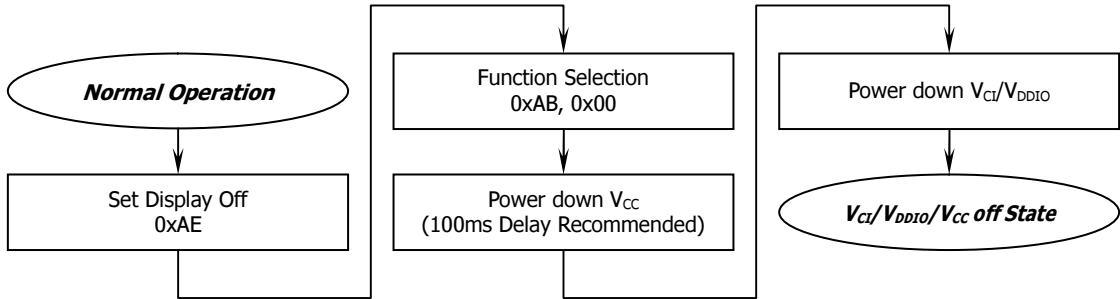 Normal Operation
Set Display Off
0xAE
Function Selection
0xAB, 0x00
Power down VCC
(100ms Delay Recommended)
Power down VCI/VDDIO
VCI/VDDIO/VCC off State